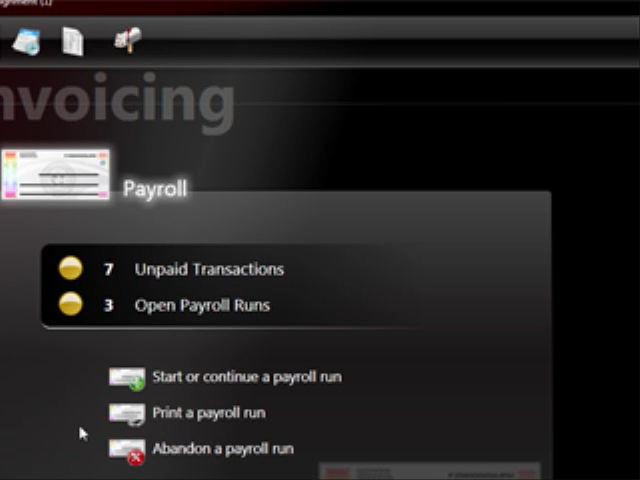 nvoicing
Payroll
7 Unpaid Transactions
3 Open Payroll Runs
Start or continue a payroll run
Print a payroll run
Abandon a payroll run